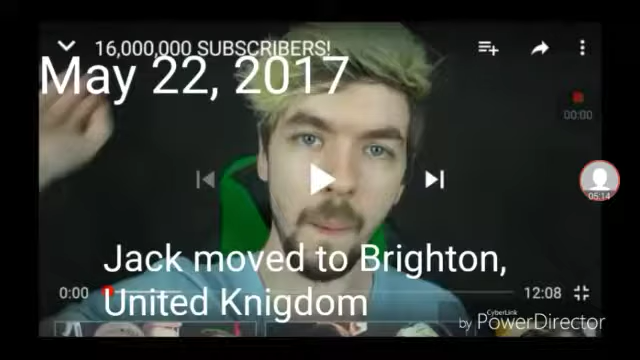 16,000,000 SUBSCRIBERS!
May 22, 2017
00:00
05:14
Jack moved to Brighton,
0:00
12:08
United Knigdom
CyberLink
by PowerDirector